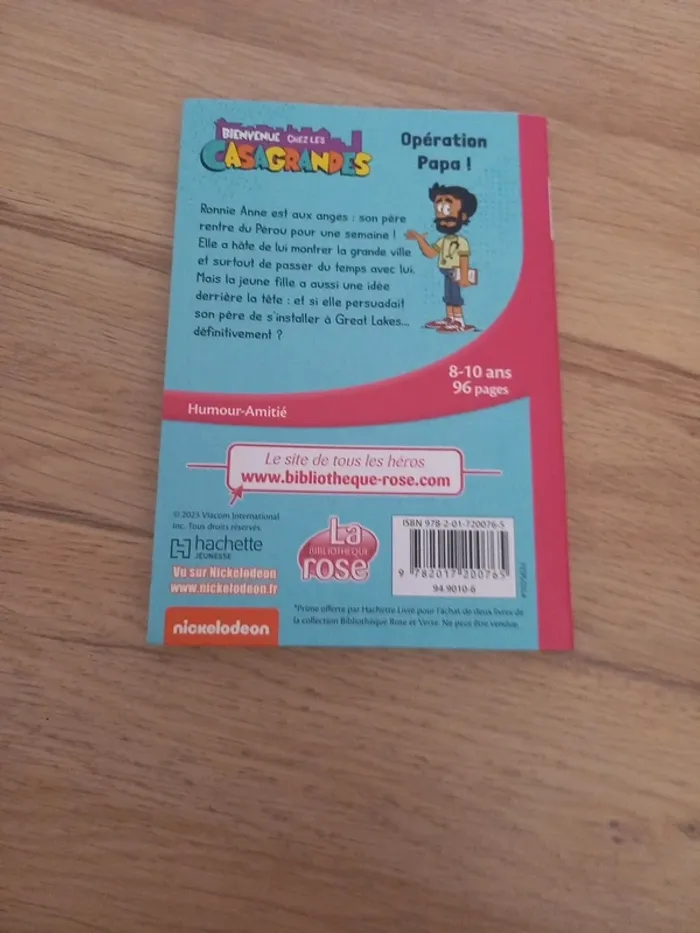 BIENVENUE CHEZ LES
CASAGRANDES
Opération
Papa !
Ronnie Anne est aux anges : son père
rentre du Pérou pour une semaine !
Elle a hâte de lui montrer la grande ville
et surtout de passer du temps avec lui.
Mais la jeune fille a aussi une idée
derrière la tête : et si elle persuadait
son père de s'installer à Great Lakes...
définitivement ?
8-10 ans
96 pages
Humour-Amitié
Le site de tous les héros
www.bibliotheque-rose.com
© 2023 Viacom International
Inc. Tous droits réservés.
hachette
JEUNESSE
Vu sur Nickelodeon
www.nickelodeon.fr
nickelodeon
La
BIBLIOTHEQUE
rose
ISBN 978-2-01-720076-5
9 782017 200765
94.9010-6
*Prime offerte par Hachette Livre pour l'achat de deux livres de
la collection Bibliothèque Rose et Verte. Ne peut être vendue.